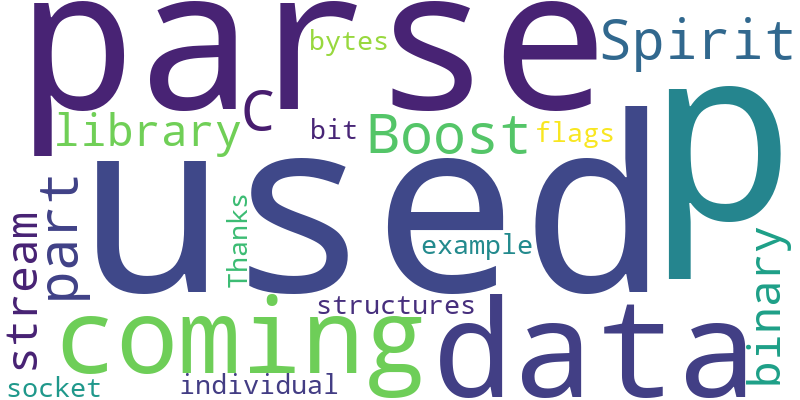 parse
bytes
Spirit
C
library
bit
Boost
flags
p
used
part
stream
Thanks
example
binary
structures
coming
data
socket
individual